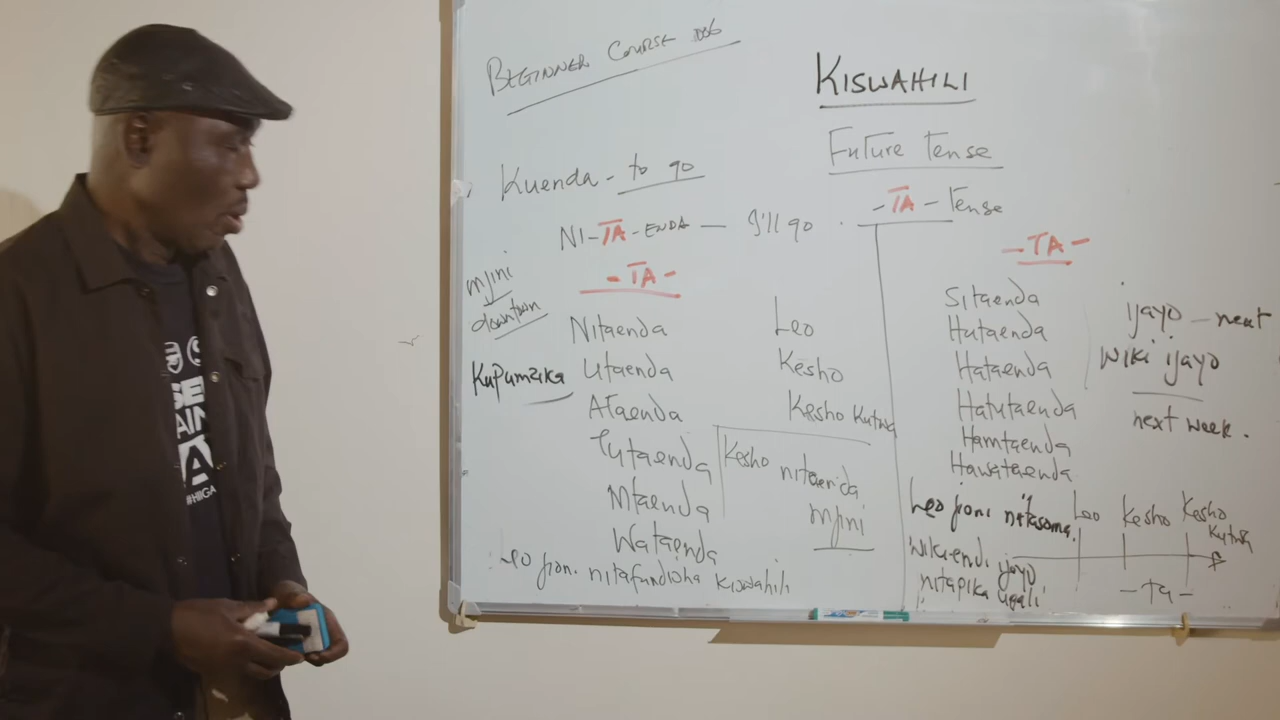 BEGINNER COURSE 006
KISWAHILI
Future tense
-TA- tense
Kuenda - to go
NI-TA-ENDA — I'll go
-TA-
Mjini
downtown
Kupumzika
Nitaenda
Utaenda
Ataenda
Tutaenda
Mtaenda
Wataenda
Leo
Kesho
Kesho Kutwa
Kesho nitaenda
Mjini
Leo jioni nitafundisha Kiswahili
-TA-
Sitaenda
Hutaenda
Hataenda
Hatutaenda
Hamtaenda
Hawataenda
ijayo - next
Wiki ijayo
next week.
Leo jioni nitasoma.
Wikiendi ijayo
nitapika ugali
Leo
Kesho
Kesho
Kutwa
-Ta-
#HIIGA